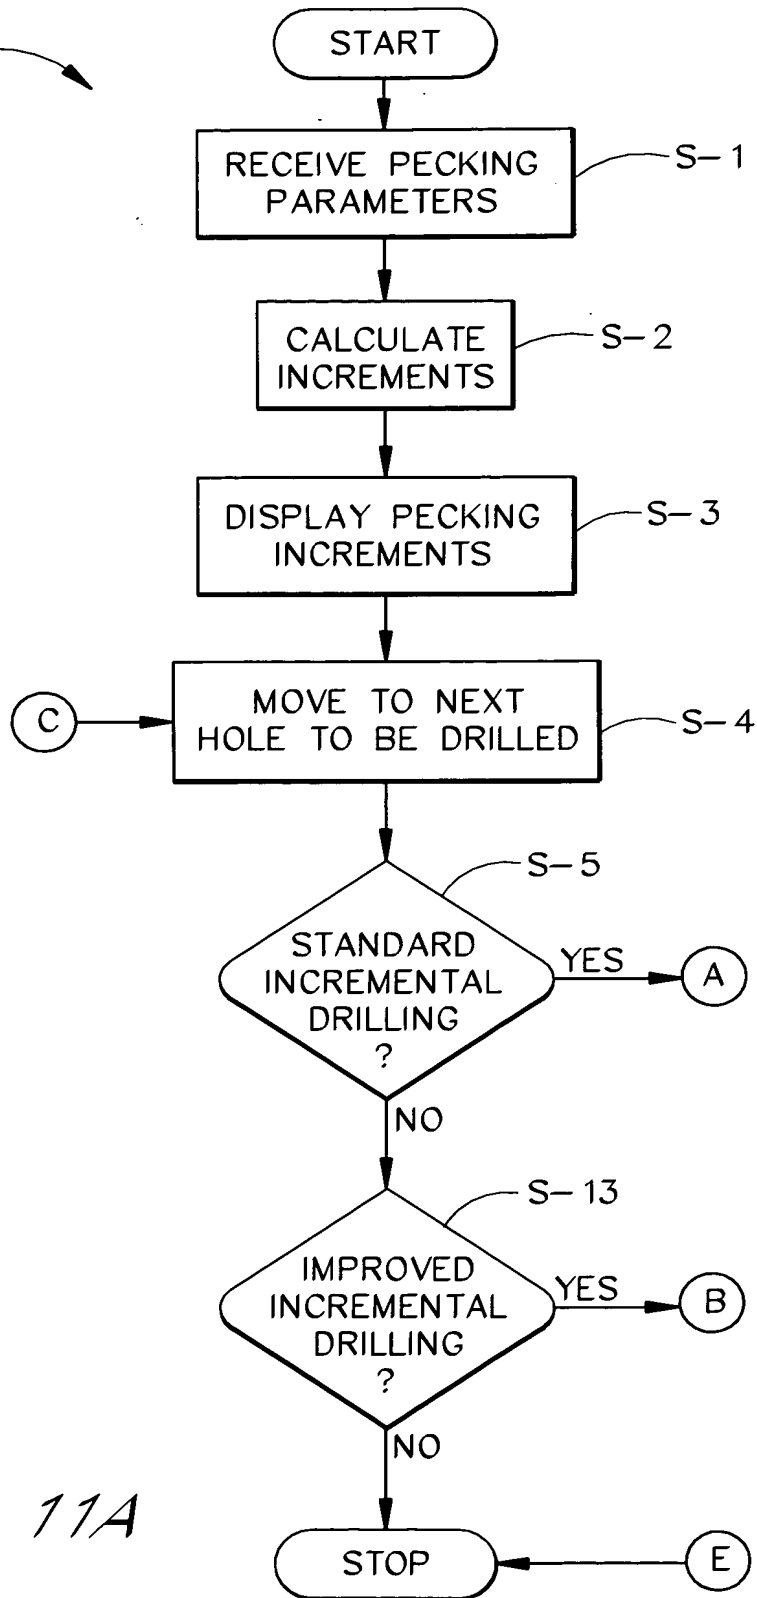 START
RECEIVE PECKING
PARAMETERS
S-1
CALCULATE
INCREMENTS
S-2
DISPLAY PECKING
INCREMENTS
S-3
C
MOVE TO NEXT
HOLE TO BE DRILLED
S-4
S-5
STANDARD
INCREMENTAL
DRILLING
?
YES
A
NO
S-13
IMPROVED
INCREMENTAL
DRILLING
?
YES
B
NO
11A
STOP
E